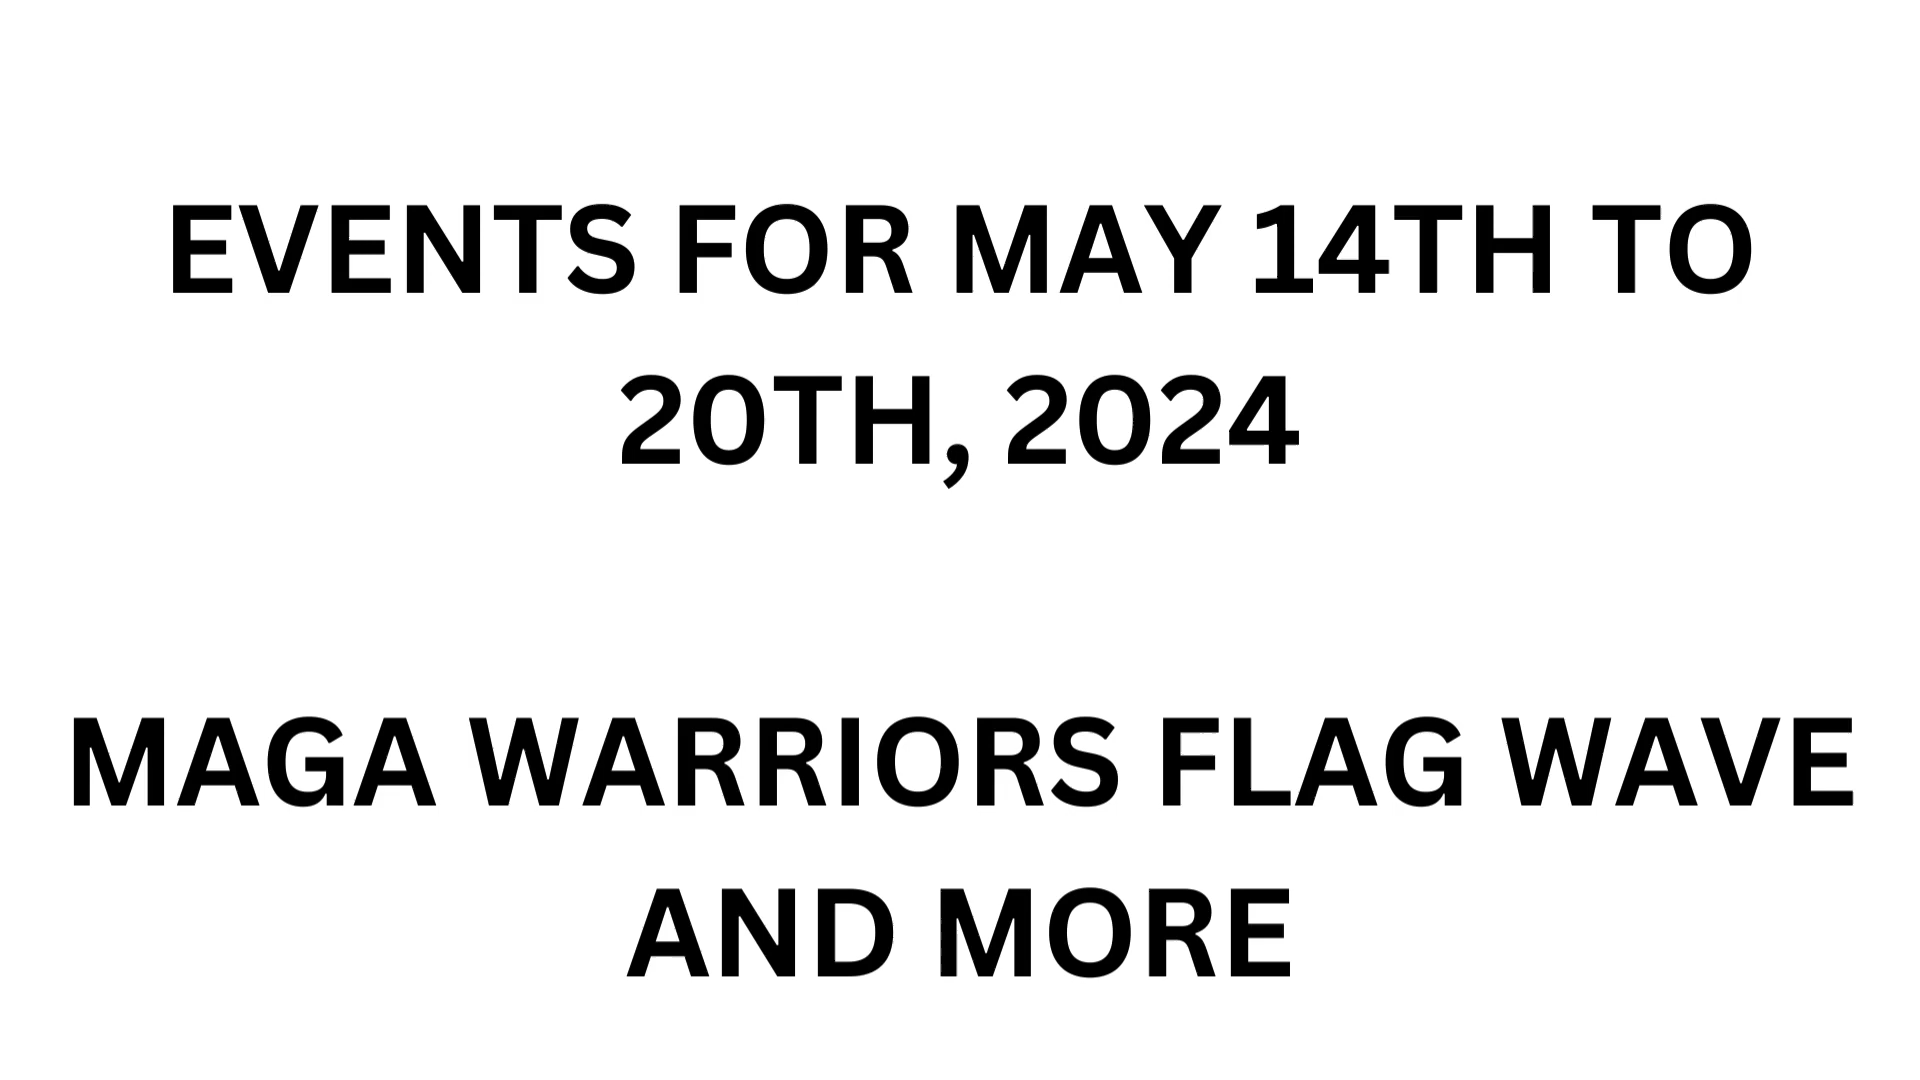 EVENTS FOR MAY 14TH TO
20TH, 2024
MAGA WARRIORS FLAG WAVE
AND MORE